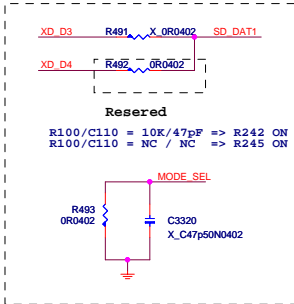 XD_D3 R491 X_0R0402 SD_DAT1
XD_D4 R492 0R0402
Resered
R100/C110 = 10K/47pF => R242 ON
R100/C110 = NC / NC => R245 ON
MODE_SEL
R493
0R0402
C3320
X_C47p50N0402